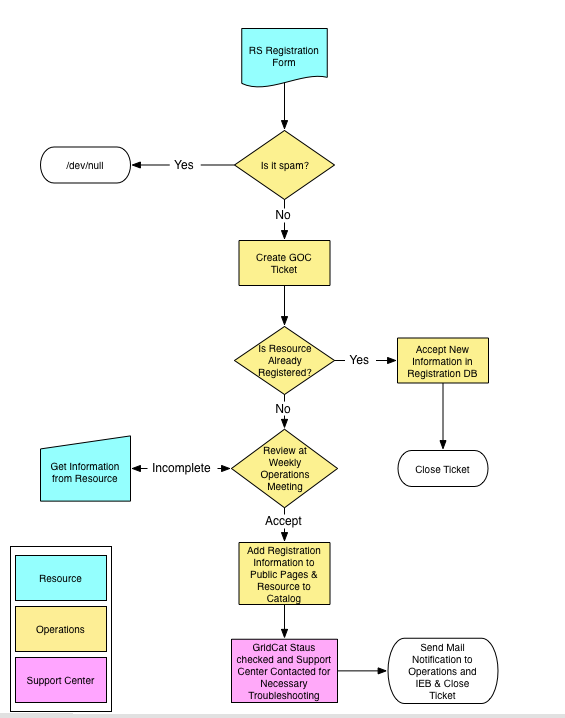 RS Registration
Form
Is it spam?
Yes
/dev/null
No
Create GOC
Ticket
Is Resource
Already
Registered?
Yes
Accept New
Information in
Registration DB
No
Close Ticket
Review at
Weekly
Operations
Meeting
Incomplete
Get Information
from Resource
Accept
Add Registration
Information to
Public Pages &
Resource to
Catalog
GridCat Staus
checked and Support
Center Contacted for
Necessary
Troubleshooting
Send Mail
Notification to
Operations and
IEB & Close
Ticket
Resource
Operations
Support Center